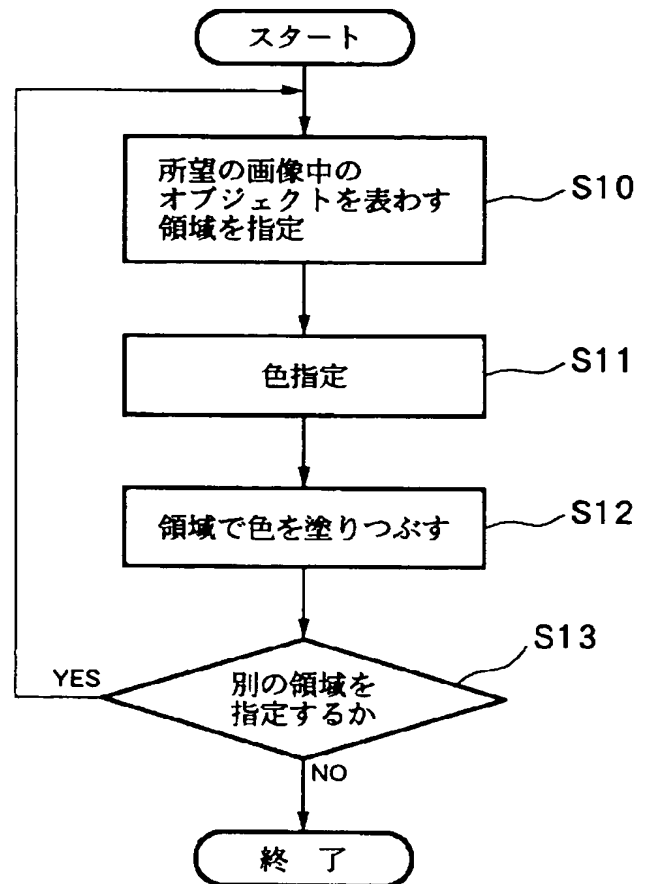 スタート
所望の画像中の
オブジェクトを表わす
領域を指定
S10
色指定
S11
領域で色を塗りつぶす
S12
S13
YES
別の領域を
指定するか
NO
終 了